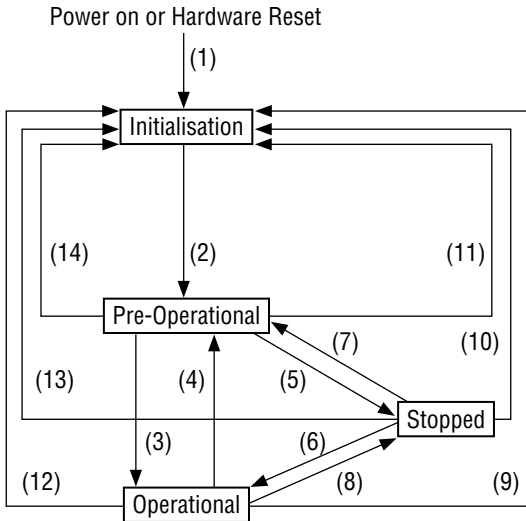 Power on or Hardware Reset
(1)
Initialisation
(14) (2) (11)
Pre-Operational
(7) (10)
(13) (4) (5)
Stopped
(3) (6)
(12) (8) (9)
Operational